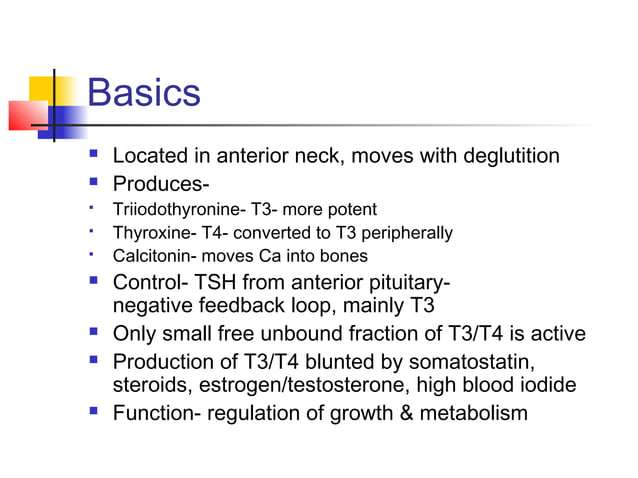 Basics
Located in anterior neck, moves with deglutition
Produces-
Triiodothyronine- T3- more potent
Thyroxine- T4- converted to T3 peripherally
Calcitonin- moves Ca into bones
Control- TSH from anterior pituitary-
negative feedback loop, mainly T3
Only small free unbound fraction of T3/T4 is active
Production of T3/T4 blunted by somatostatin,
steroids, estrogen/testosterone, high blood iodide
Function- regulation of growth & metabolism